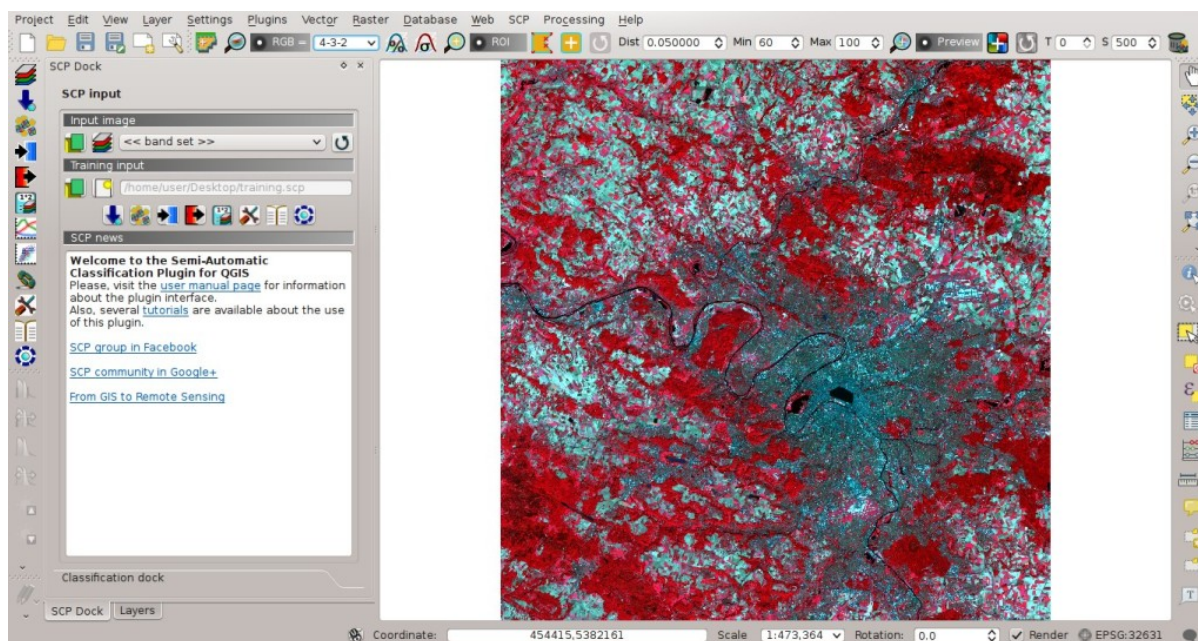 Project Edit View Layer Settings Plugins Vector Raster Database Web SCP Processing Help
RGB = 4-3-2 ROI Dist 0.050000 Min 60 Max 100 Preview T 0 S 500
SCP Dock
SCP input
Input image
<< band set >>
Training input
/home/user/Desktop/training.scp
SCP news
Welcome to the Semi-Automatic
Classification Plugin for QGIS
Please, visit the user manual page for information
about the plugin interface.
Also, several tutorials are available about the use
of this plugin.
SCP group in Facebook
SCP community in Google+
From GIS to Remote Sensing
Classification dock
SCP Dock Layers
Coordinate: 454415,5382161 Scale 1:473,364 Rotation: 0.0 Render EPSG:32631